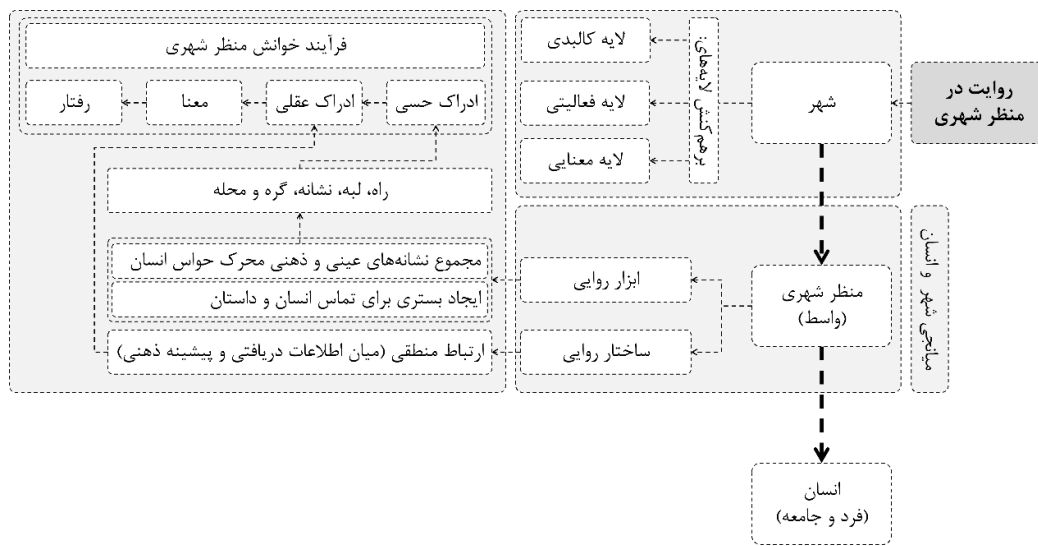 روایت در
منظر شهری
شهر
برهم‌کنش لایه‌های:
لایه کالبدی
لایه فعالیتی
لایه معنایی
فرآیند خوانش منظر شهری
ادراک حسی
ادراک عقلی
معنا
رفتار
راه، لبه، نشانه، گره و محله
میانجی شهر و انسان
منظر شهری
(واسط)
ابزار روایی
ساختار روایی
مجموع نشانه‌های عینی و ذهنی محرک حواس انسان
ایجاد بستری برای تماس انسان و داستان
ارتباط منطقی (میان اطلاعات دریافتی و پیشینه ذهنی)
انسان
(فرد و جامعه)